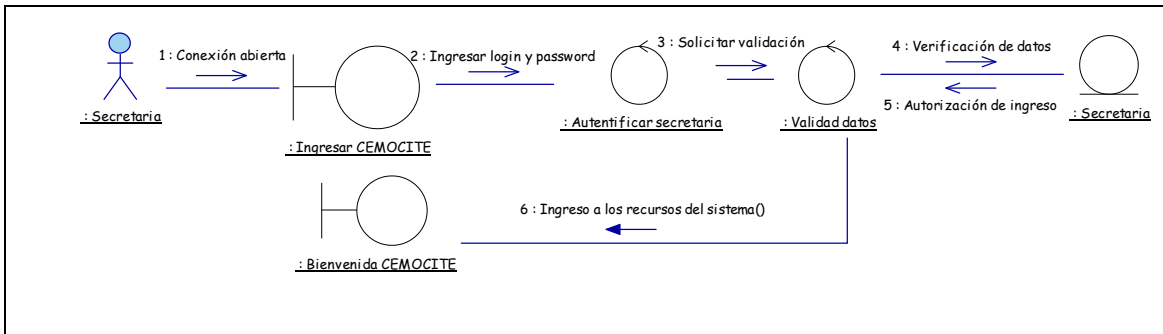 1 : Conexión abierta
2 : Ingresar login y password
3 : Solicitar validación
4 : Verificación de datos
5 : Autorización de ingreso
: Secretaria
: Ingresar CEMOCITE
: Autentificar secretaria
: Validad datos
: Secretaria
6 : Ingreso a los recursos del sistema()
: Bienvenida CEMOCITE